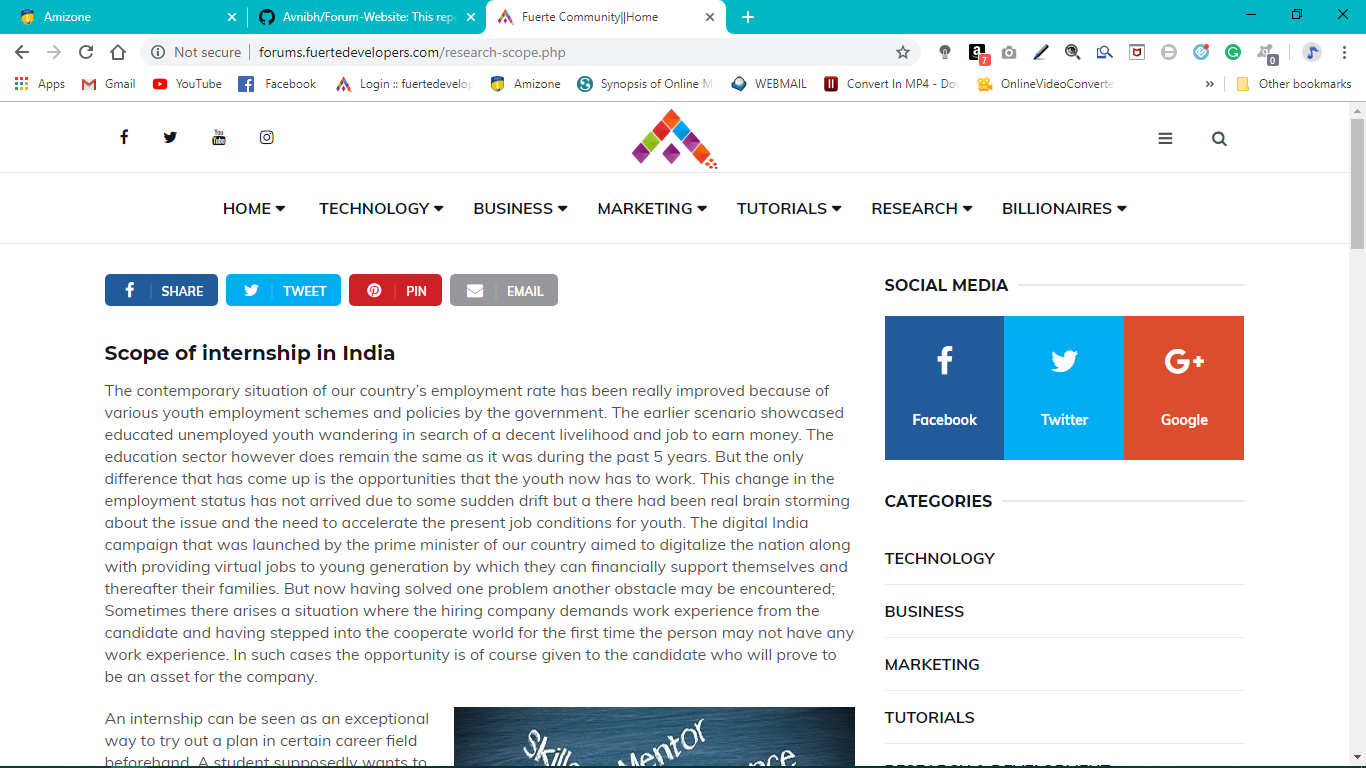 Amizone
Avnibh/Forum-Website: This repo
Fuerte Community||Home
Not secure
forums.fuertedevelopers.com/research-scope.php
7
0
Apps
Gmail
YouTube
Facebook
Login :: fuertedevelop
Amizone
Synopsis of Online M
WEBMAIL
Convert In MP4 - Dow
OnlineVideoConverte
»
Other bookmarks
You
Tube
HOME
TECHNOLOGY
BUSINESS
MARKETING
TUTORIALS
RESEARCH
BILLIONAIRES
SHARE
TWEET
PIN
EMAIL
Scope of internship in India
The contemporary situation of our country’s employment rate has been really improved because of
various youth employment schemes and policies by the government. The earlier scenario showcased
educated unemployed youth wandering in search of a decent livelihood and job to earn money. The
education sector however does remain the same as it was during the past 5 years. But the only
difference that has come up is the opportunities that the youth now has to work. This change in the
employment status has not arrived due to some sudden drift but a there had been real brain storming
about the issue and the need to accelerate the present job conditions for youth. The digital India
campaign that was launched by the prime minister of our country aimed to digitalize the nation along
with providing virtual jobs to young generation by which they can financially support themselves and
thereafter their families. But now having solved one problem another obstacle may be encountered;
Sometimes there arises a situation where the hiring company demands work experience from the
candidate and having stepped into the cooperate world for the first time the person may not have any
work experience. In such cases the opportunity is of course given to the candidate who will prove to
be an asset for the company.
An internship can be seen as an exceptional
way to try out a plan in certain career field
beforehand. A student supposedly wants to
Skills
Mentor
SOCIAL MEDIA
Facebook
Twitter
G+
Google
CATEGORIES
TECHNOLOGY
BUSINESS
MARKETING
TUTORIALS